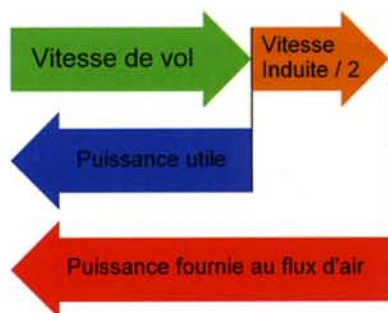 Vitesse de vol
Vitesse
Induite / 2
Puissance utile
Puissance fournie au flux d'air